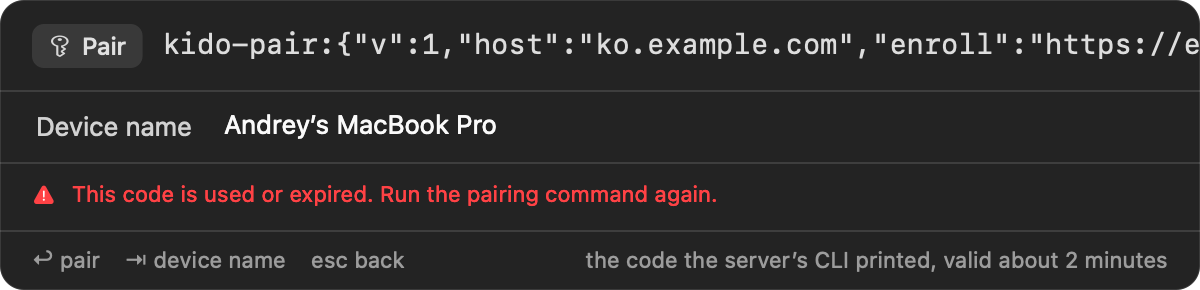 Pair kido-pair:{"v":1,"host":"ko.example.com","enroll":"https://e
Device name Andrey’s MacBook Pro
This code is used or expired. Run the pairing command again.
↩ pair ⇥ device name esc back the code the server’s CLI printed, valid about 2 minutes